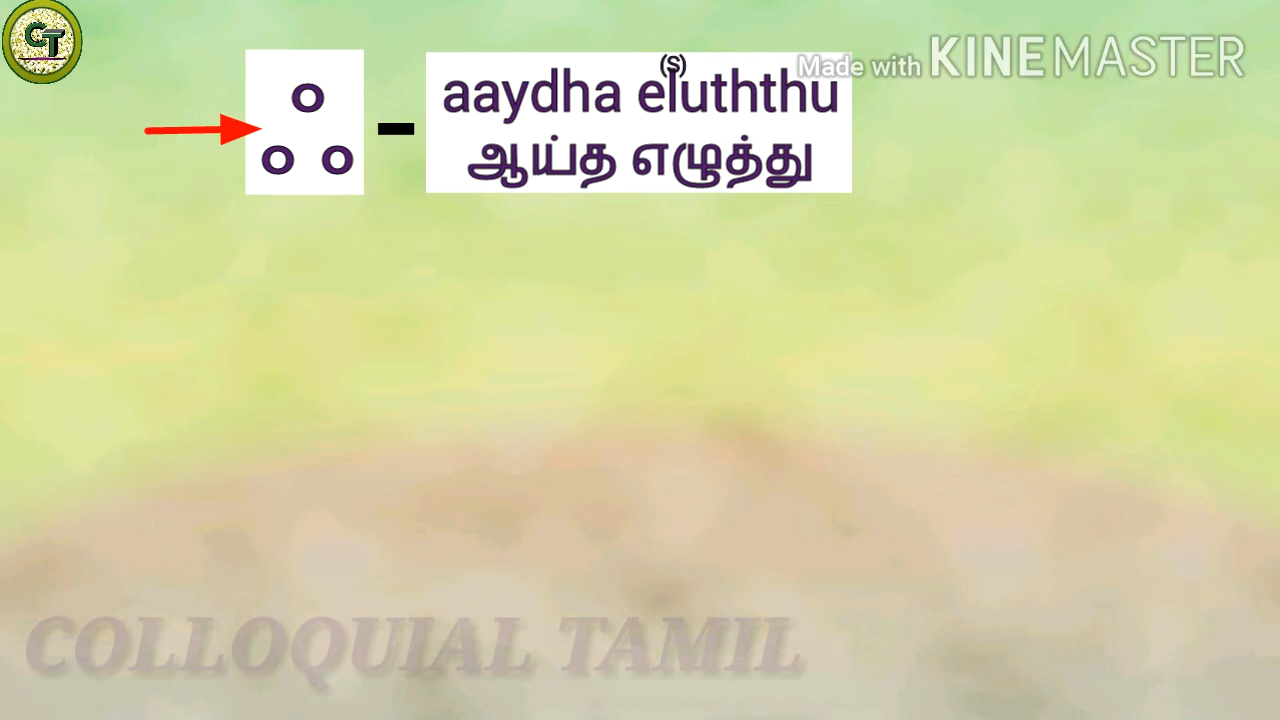 CT
ஃ - aaydha eluththu
(S)
ஆய்த எழுத்து
Made with KINEMASTER
COLLOQUIAL TAMIL